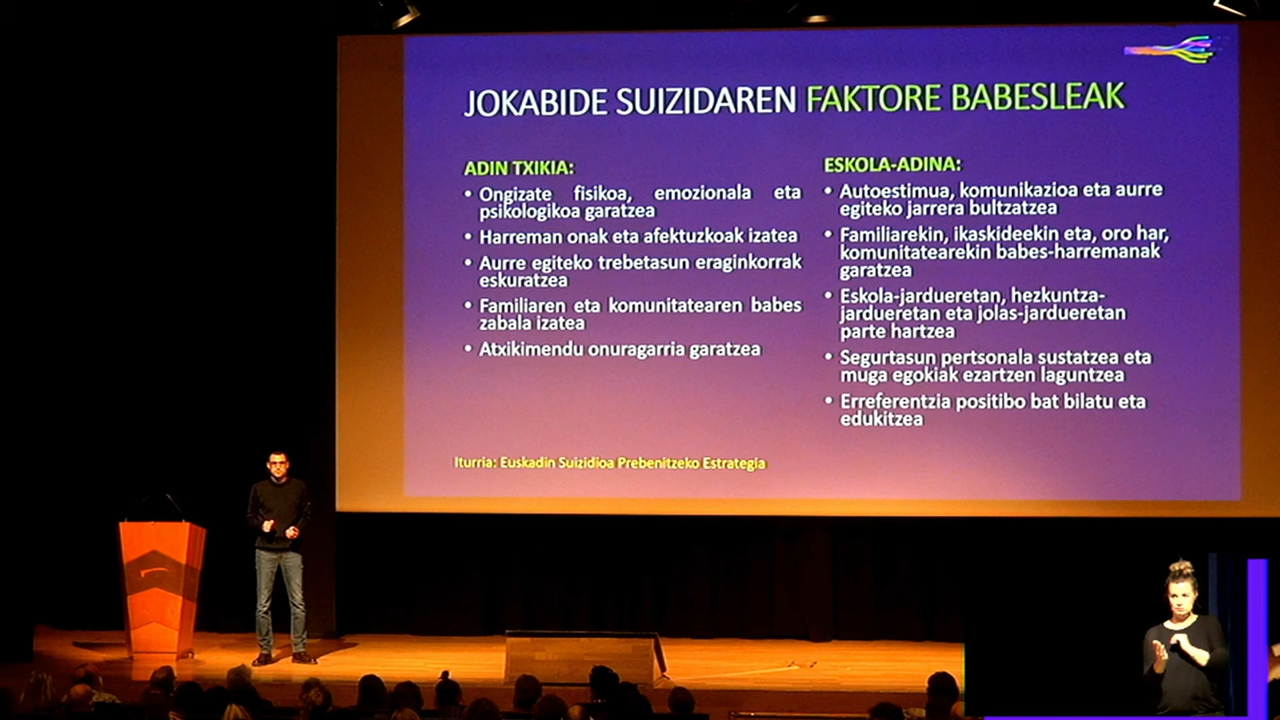 JOKABIDE SUIZIDAREN FAKTORE BABESLEAK
ADIN TXIKIA:
• Ongizate fisikoa, emozionala eta
psikologikoa garatzea
• Harreman onak eta afektuzkoak izatea
• Aurre egiteko trebetasun eraginkorrak
eskuratzea
• Familiaren eta komunitatearen babes
zabala izatea
• Atxikimendu onuragarria garatzea
ESKOLA-ADINA:
• Autoestimua, komunikazioa eta aurre
egiteko jarrera bultzatzea
• Familiarekin, ikaskideekin eta, oro har,
komunitatearekin babes-harremanak
garatzea
• Eskola-jardueretan, hezkuntza-
jardueretan eta jolas-jardueretan
parte hartzea
• Segurtasun pertsonala sustatzea eta
muga egokiak ezartzen laguntzea
• Erreferentzia positibo bat bilatu eta
edukitzea
Iturria: Euskadin Suizidioa Prebenitzeko Estrategia